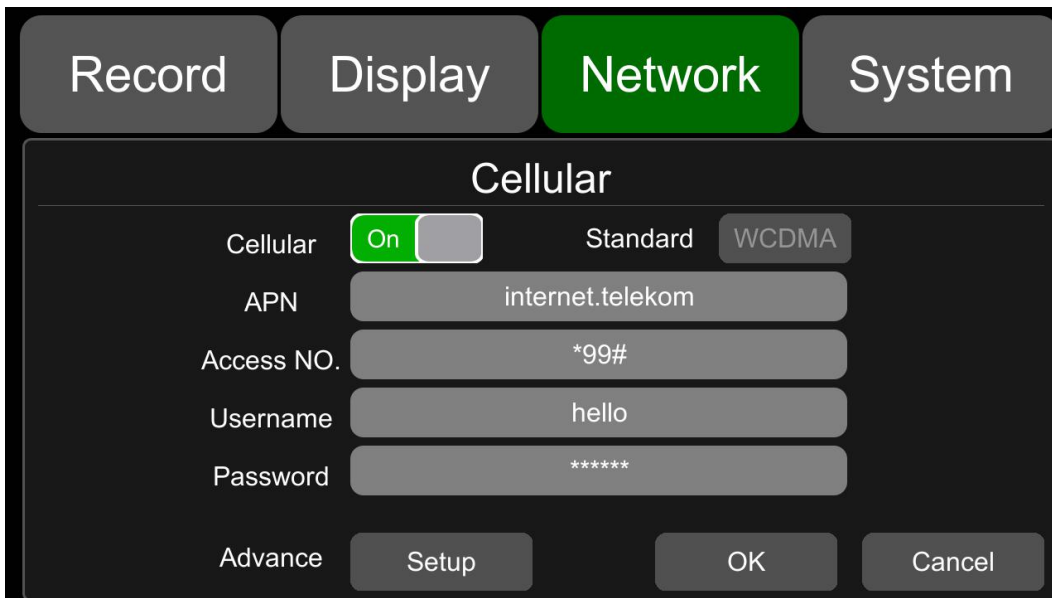 Record Display Network System
Cellular
Cellular On Standard WCDMA
APN internet.telekom
Access NO. *99#
Username hello
Password ******
Advance Setup OK Cancel